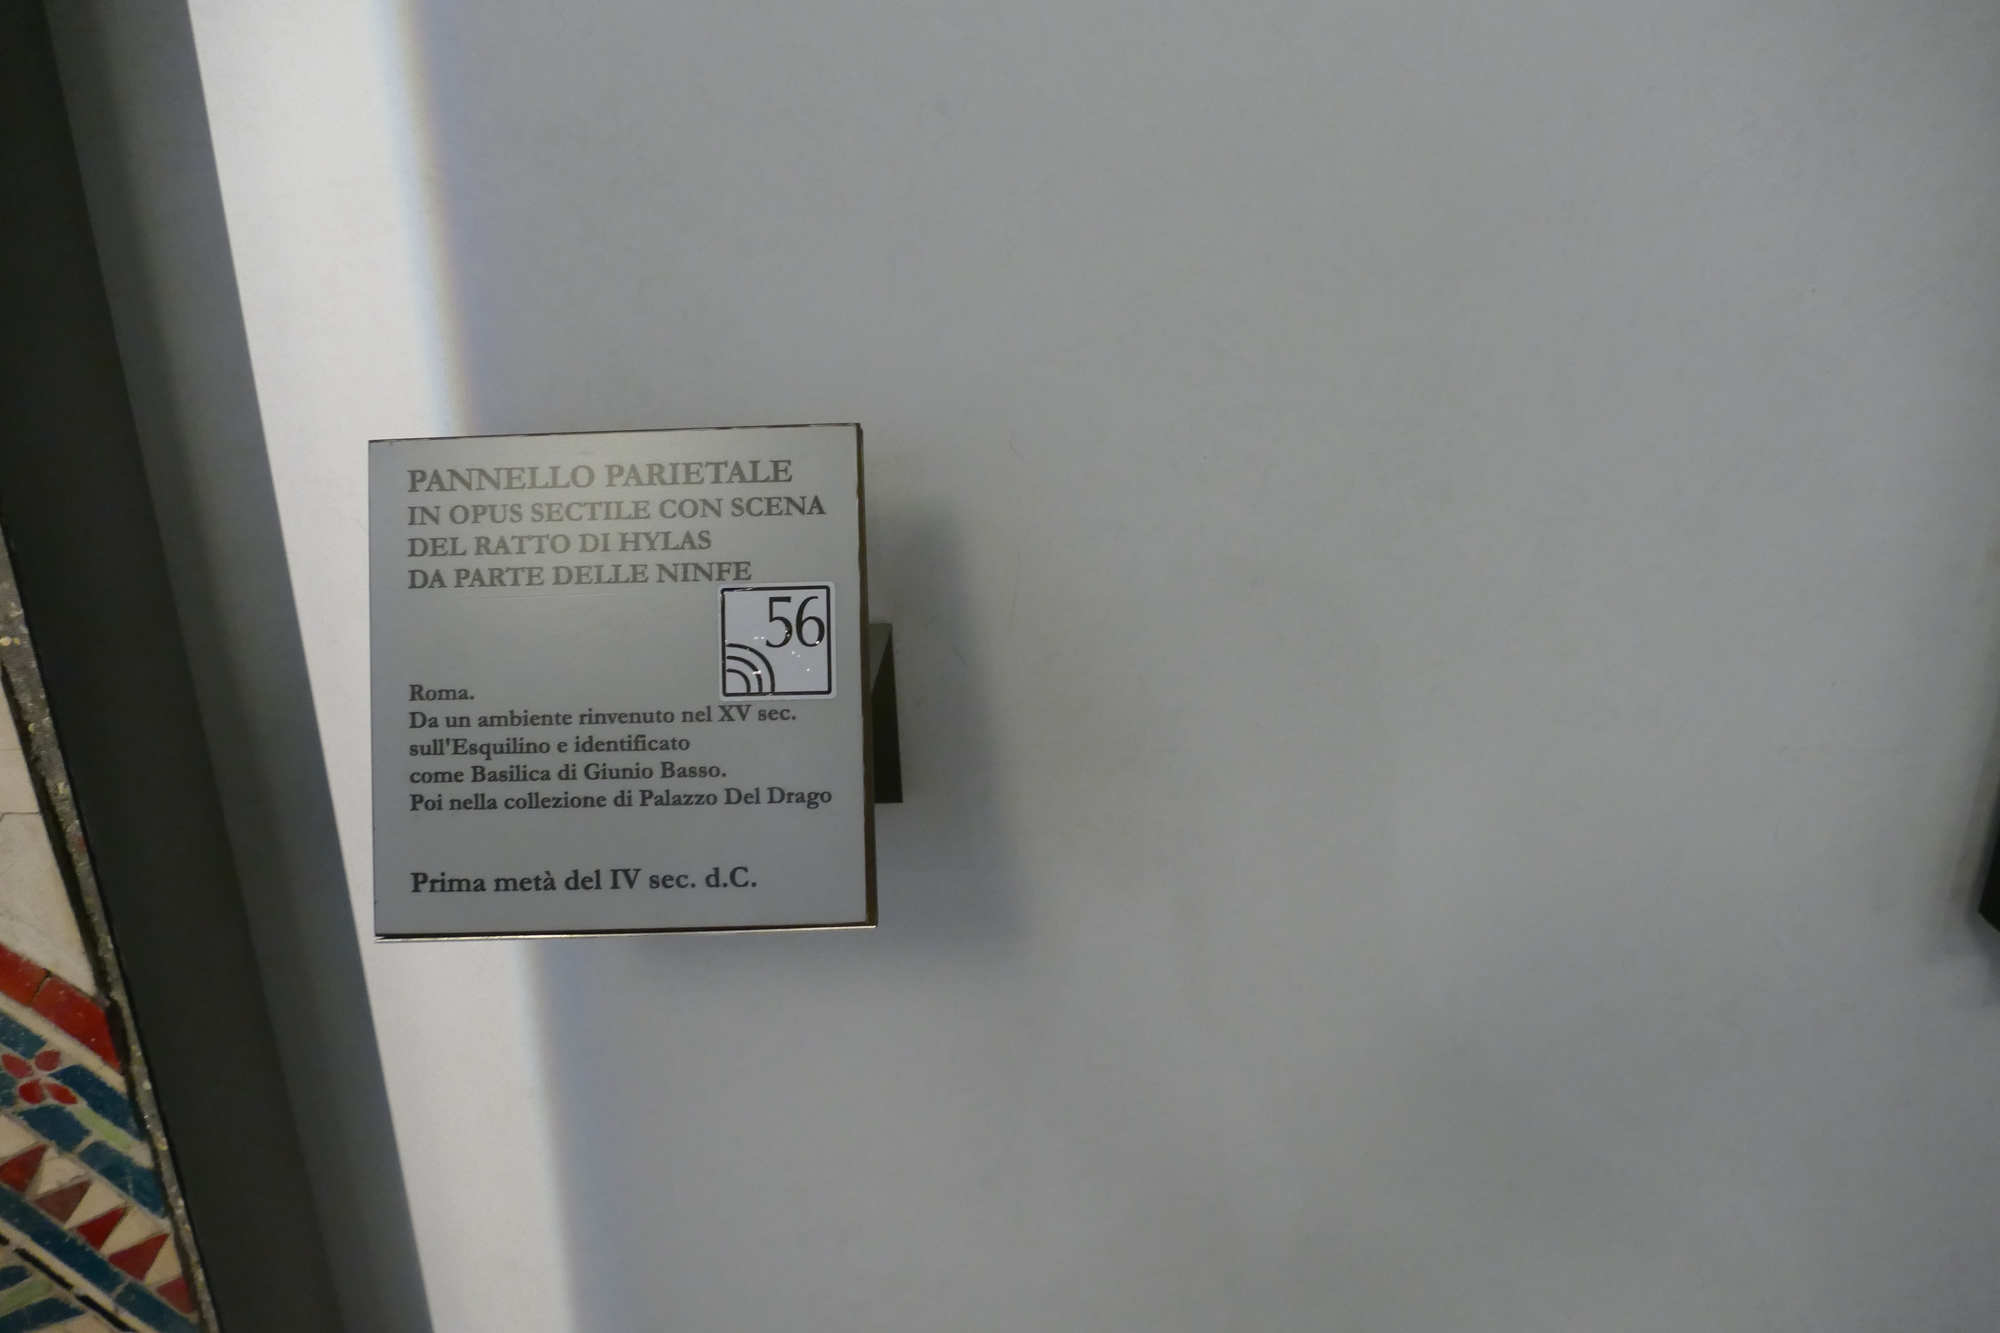 PANNELLO PARIETALE
IN OPUS SECTILE CON SCENA
DEL RATTO DI HYLAS
DA PARTE DELLE NINFE
56
Roma.
Da un ambiente rinvenuto nel XV sec.
sull'Esquilino e identificato
come Basilica di Giunio Basso.
Poi nella collezione di Palazzo Del Drago
Prima metà del IV sec. d.C.